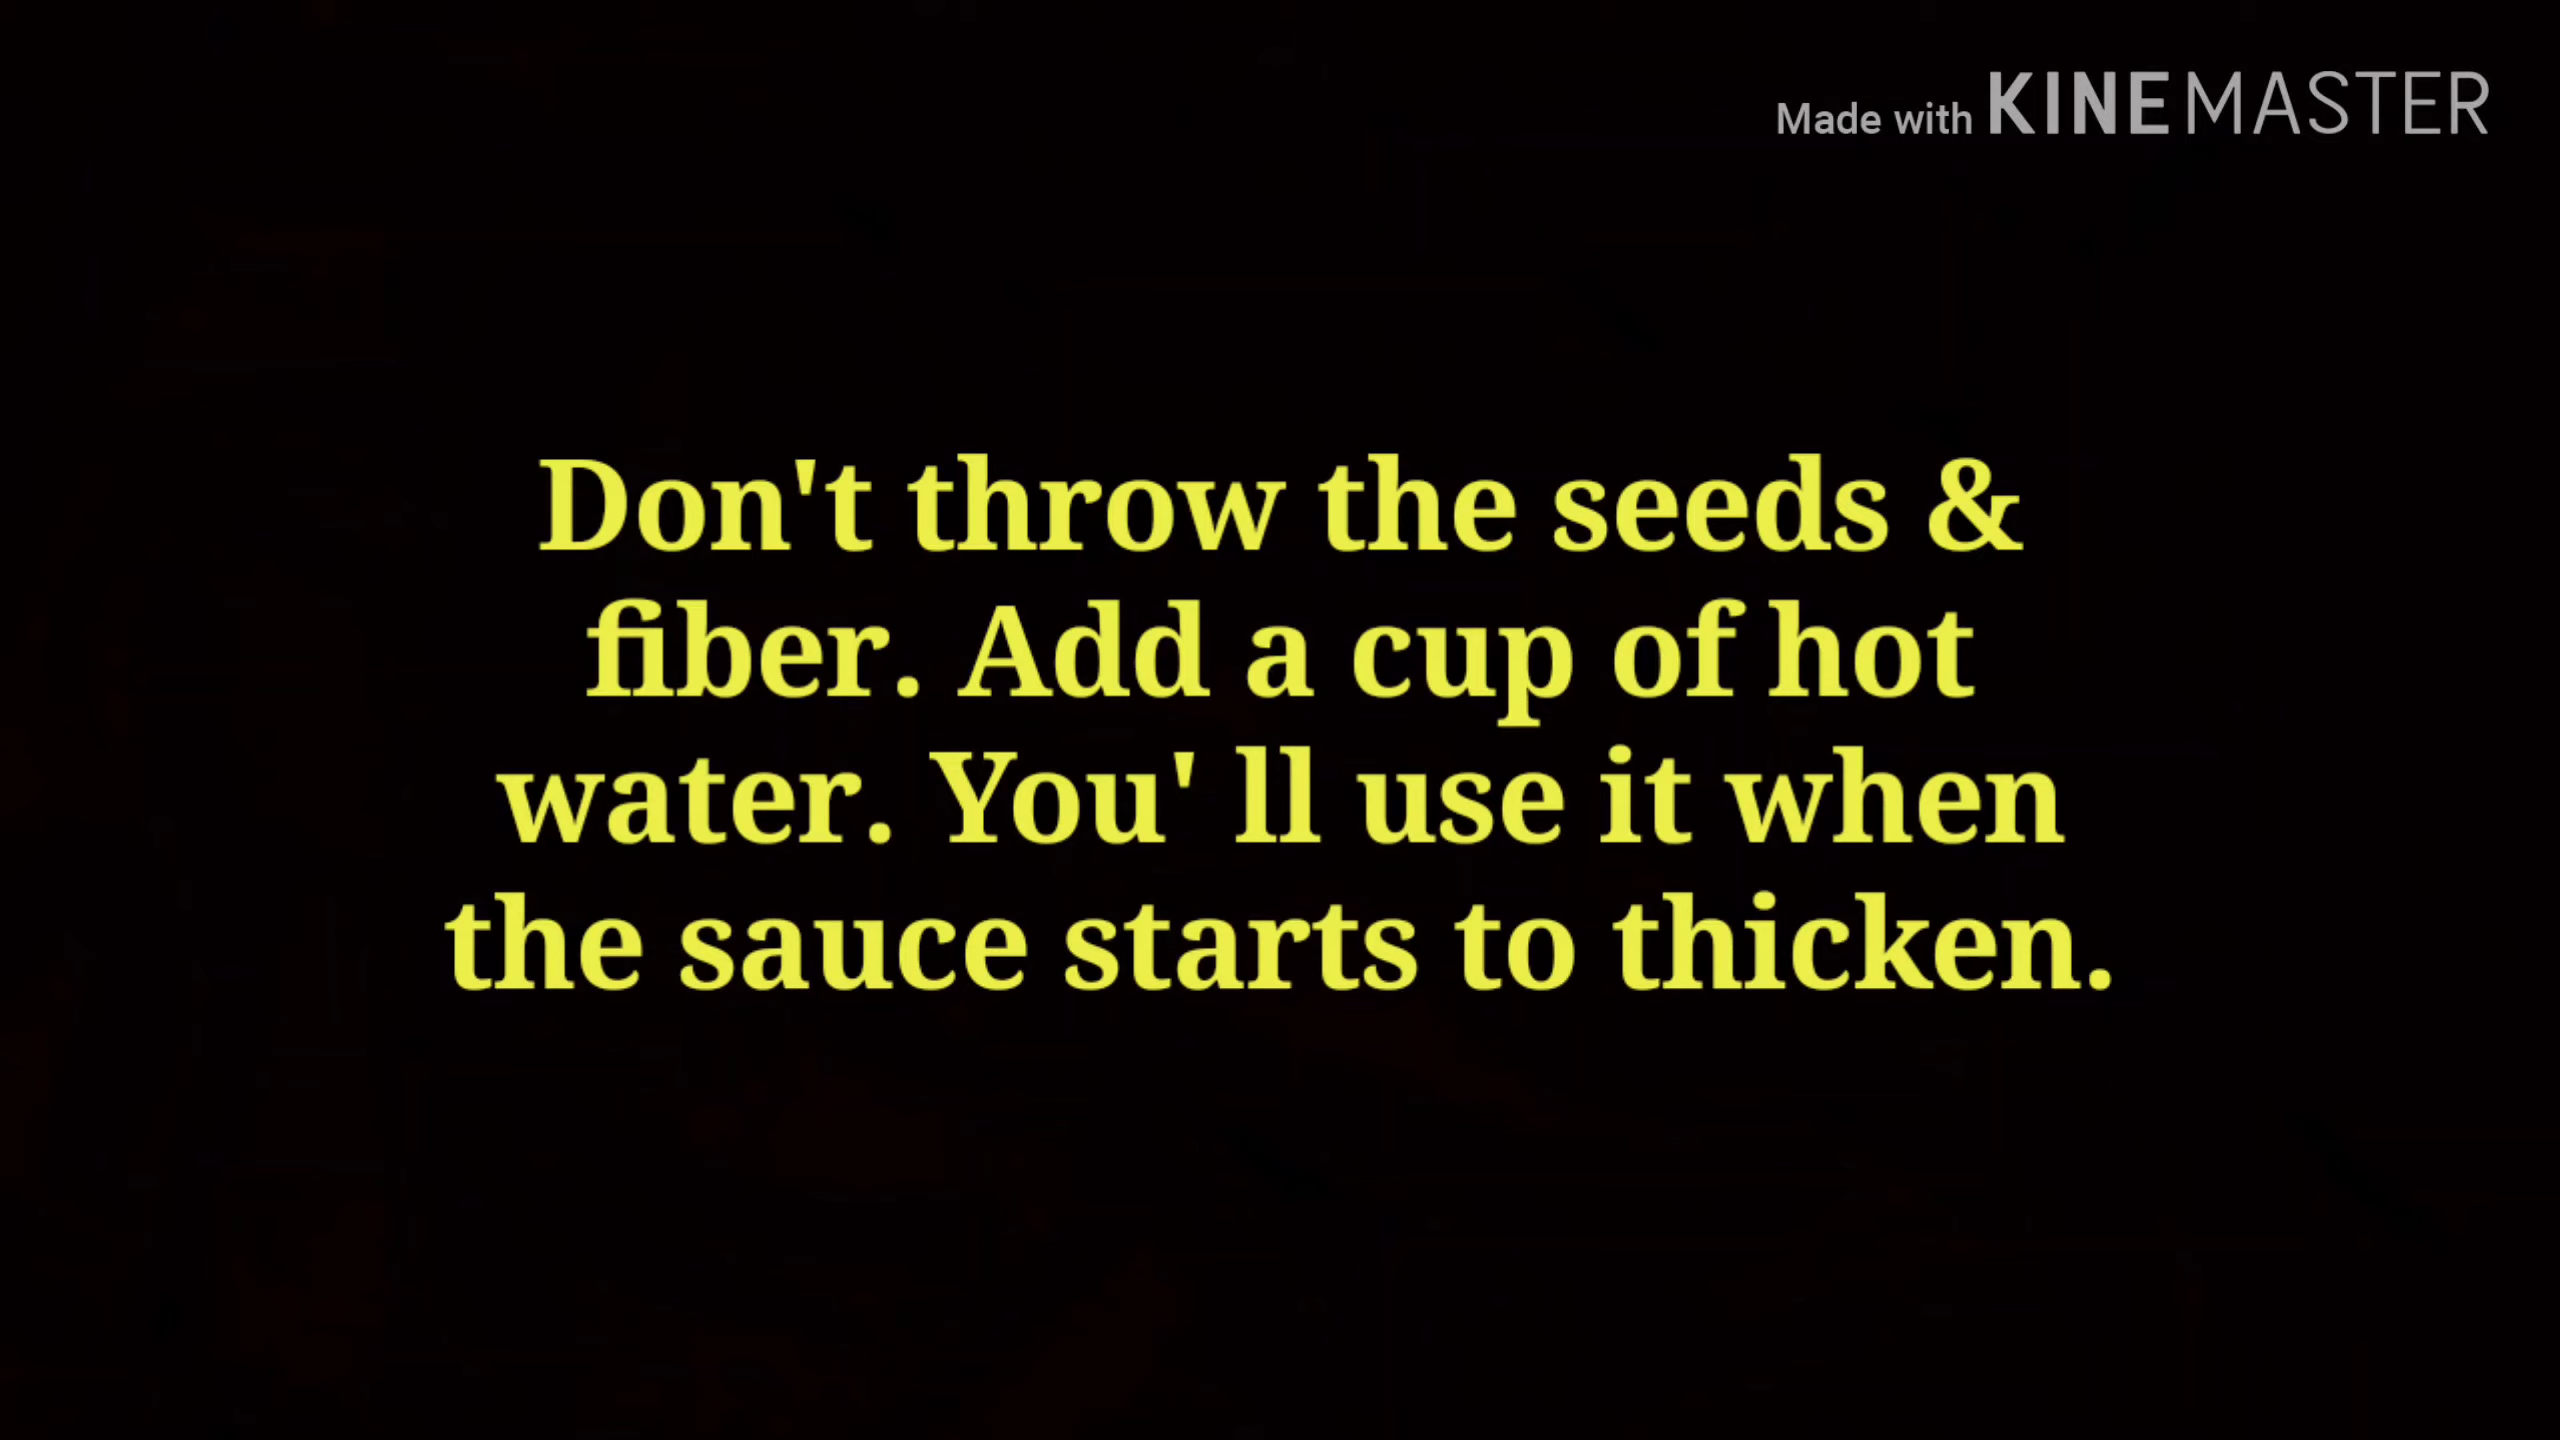 Made with KINEMASTER
Don't throw the seeds &
fiber. Add a cup of hot
water. You' ll use it when
the sauce starts to thicken.